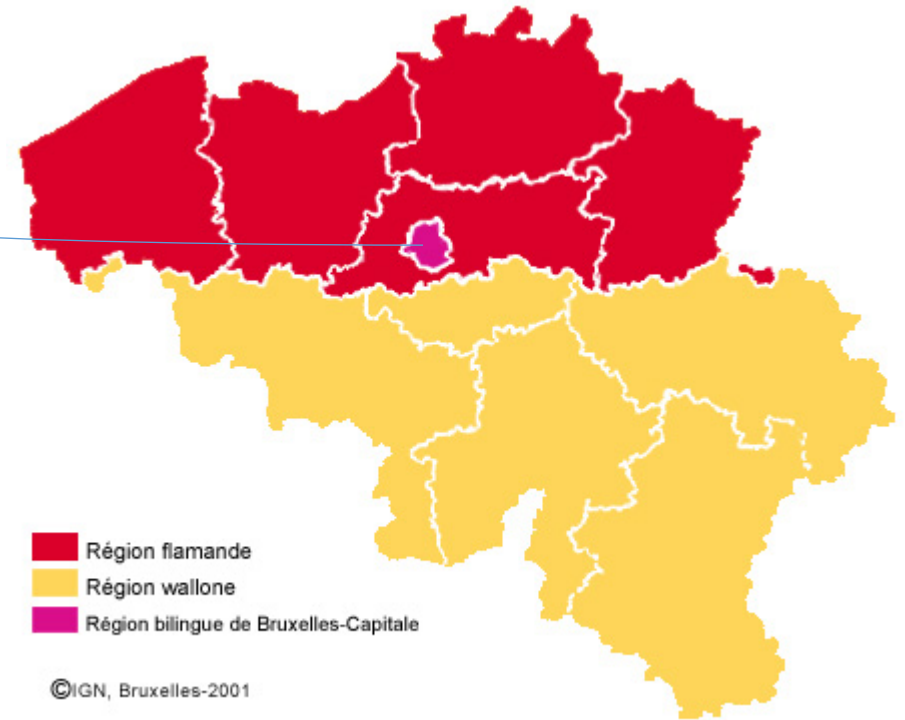 Région flamande
Région wallone
Région bilingue de Bruxelles-Capitale
©IGN, Bruxelles-2001